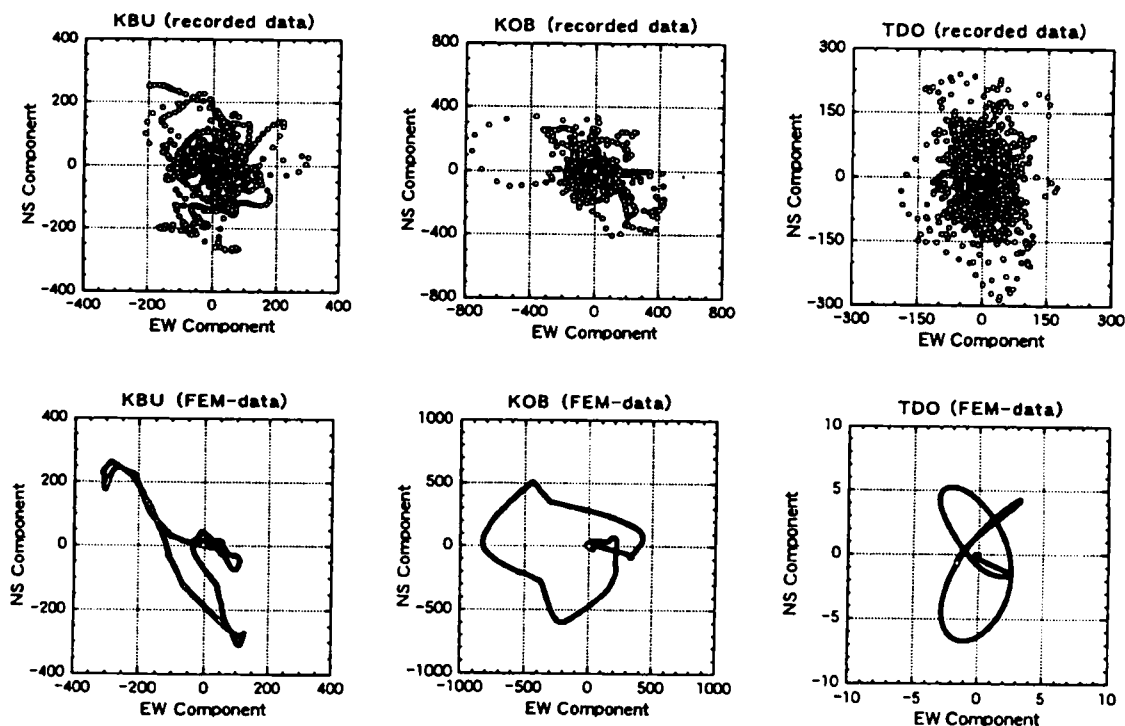 KBU (recorded data)
400
200
0
-200
-400
NS Component
-400 -200 0 200 400
EW Component
KOB (recorded data)
800
400
0
-400
-800
NS Component
-800 -400 0 400 800
EW Component
TDO (recorded data)
300
150
0
-150
-300
NS Component
-300 -150 0 150 300
EW Component
KBU (FEM-data)
400
200
0
-200
-400
NS Component
-400 -200 0 200 400
EW Component
KOB (FEM-data)
1000
500
0
-500
-1000
NS Component
-1000 -500 0 500 1000
EW Component
TDO (FEM-data)
10
5
0
-5
-10
NS Component
-10 -5 0 5 10
EW Component